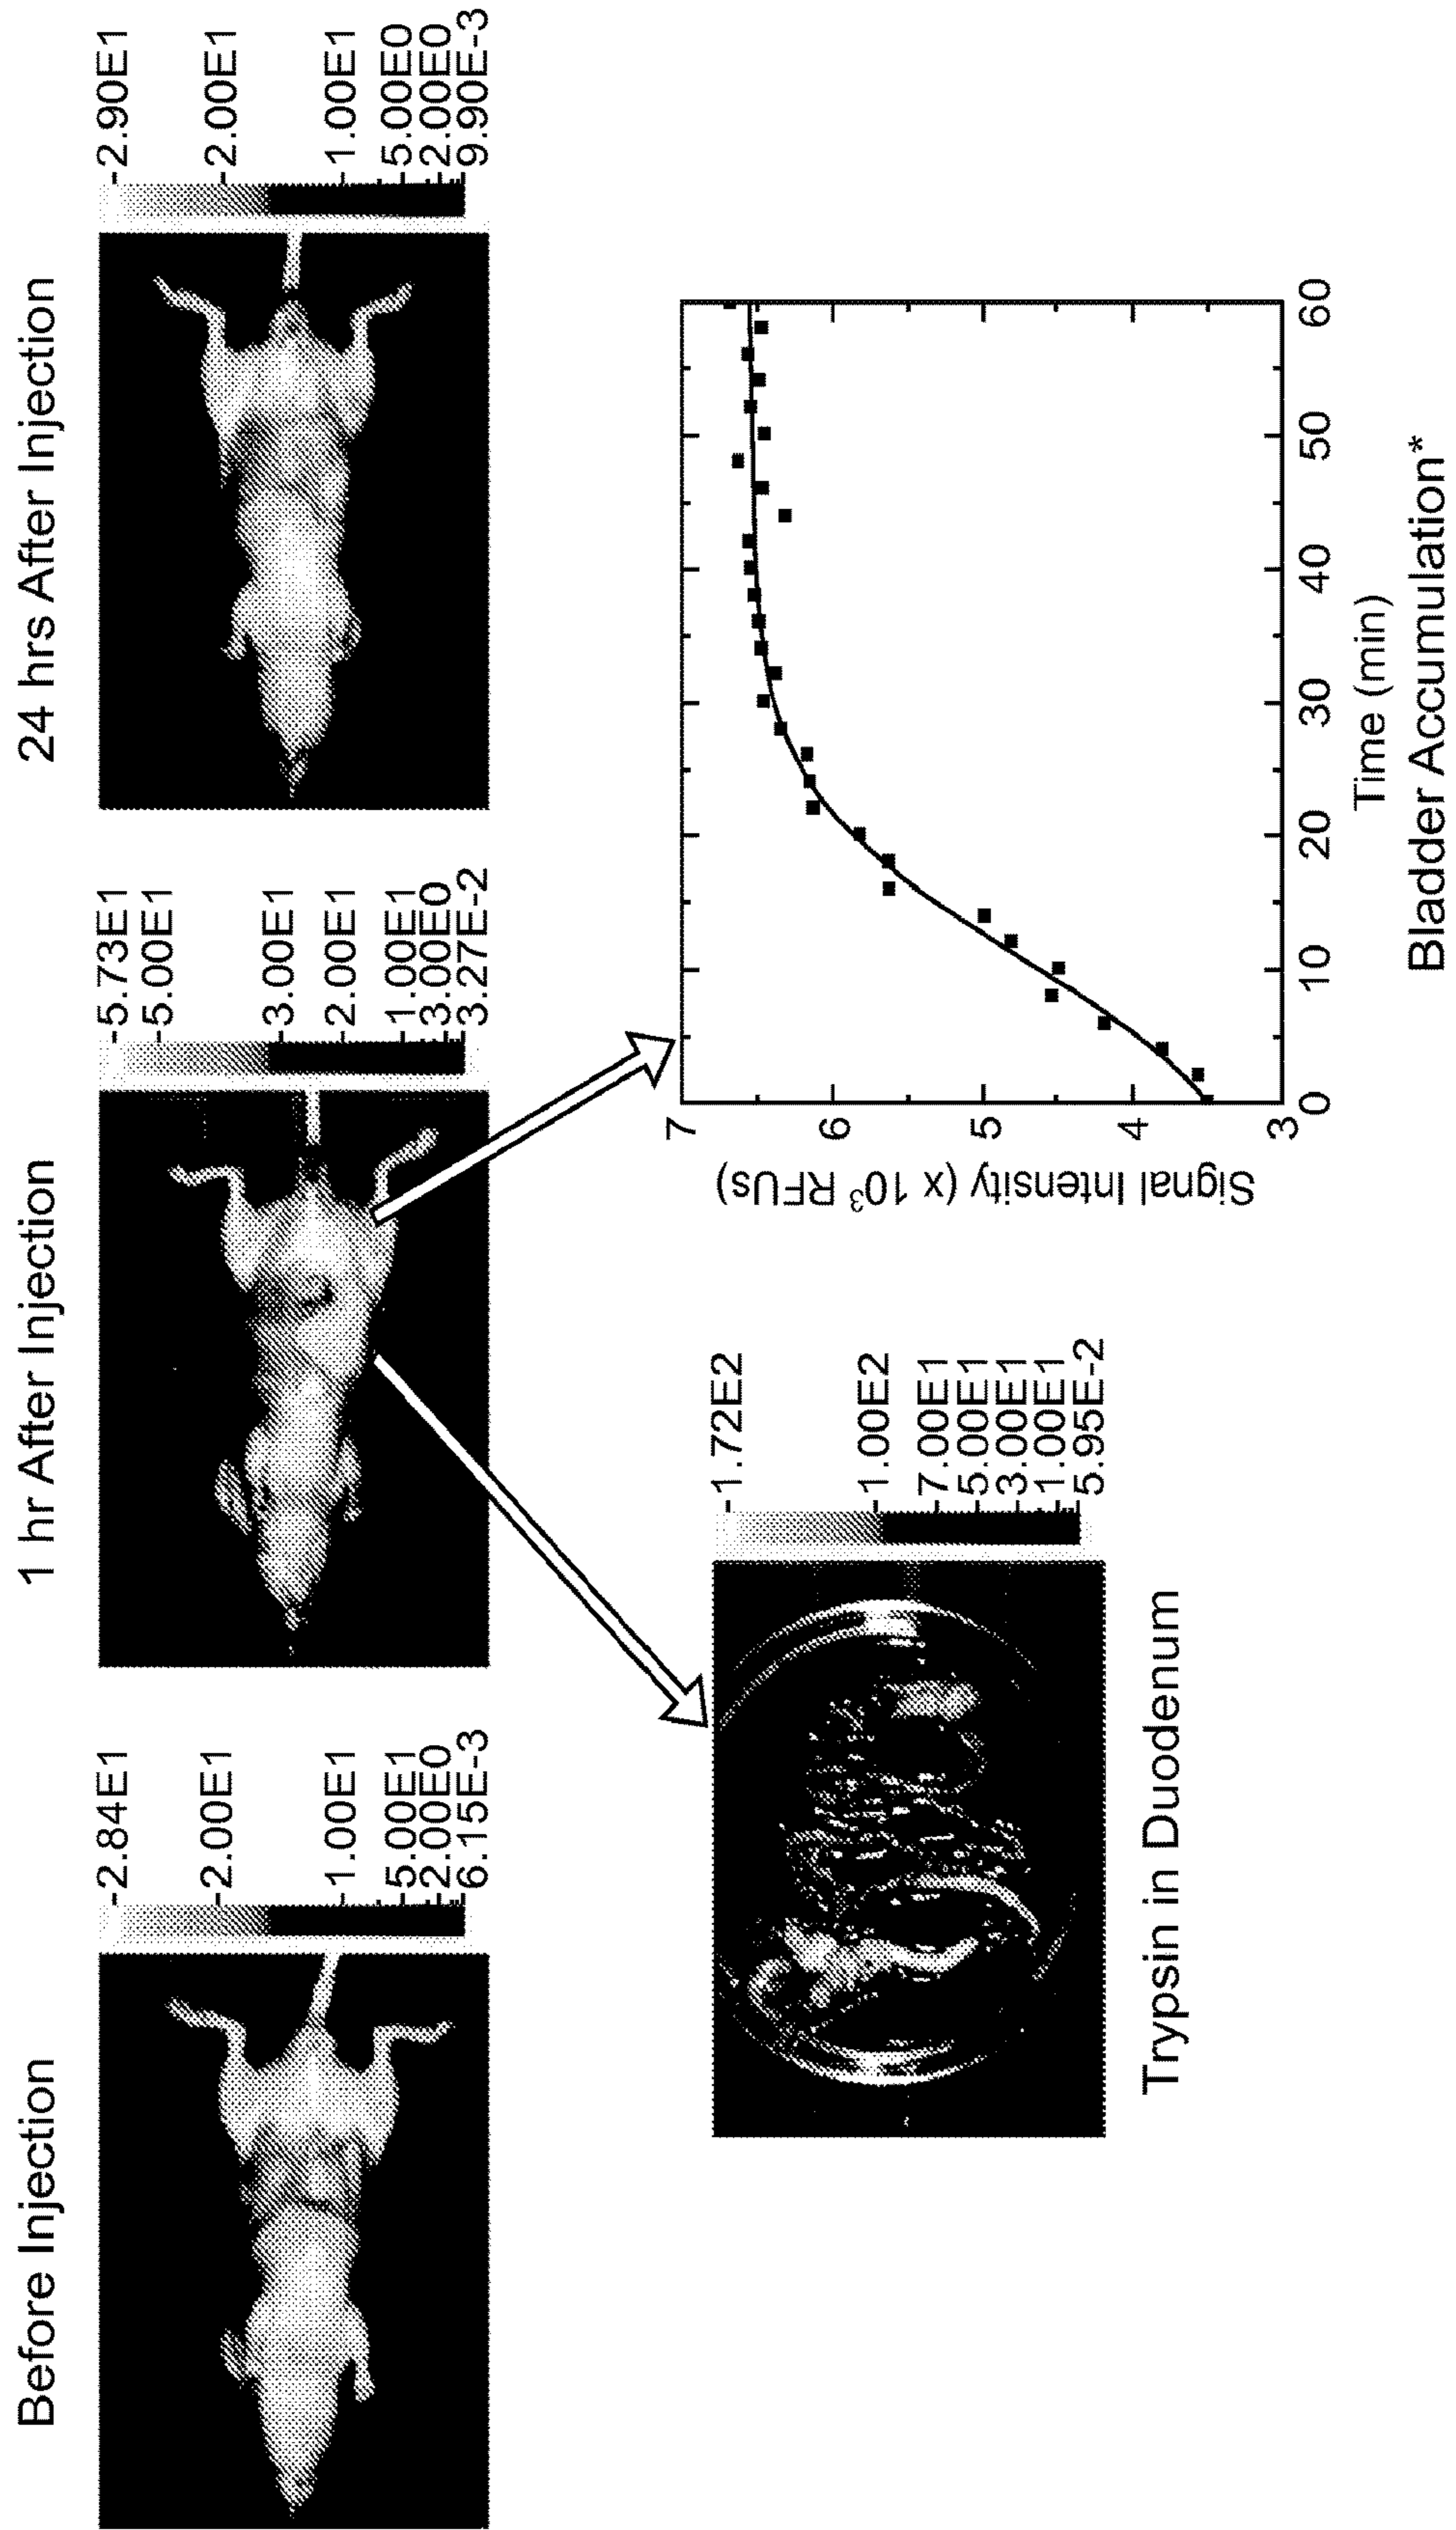 Before Injection
2.84E1
2.00E1
1.00E1
5.00E1
2.00E0
6.15E-3
1 hr After Injection
5.73E1
5.00E1
3.00E1
2.00E1
1.00E1
3.00E0
3.27E-2
24 hrs After Injection
2.90E1
2.00E1
1.00E1
5.00E0
2.00E0
9.90E-3
1.72E2
1.00E2
7.00E1
5.00E1
3.00E1
1.00E1
5.95E-2
Trypsin in Duodenum
Signal Intensity (x 10³ RFUs)
7
6
5
4
3
0 10 20 30 40 50 60
Time (min)
Bladder Accumulation*